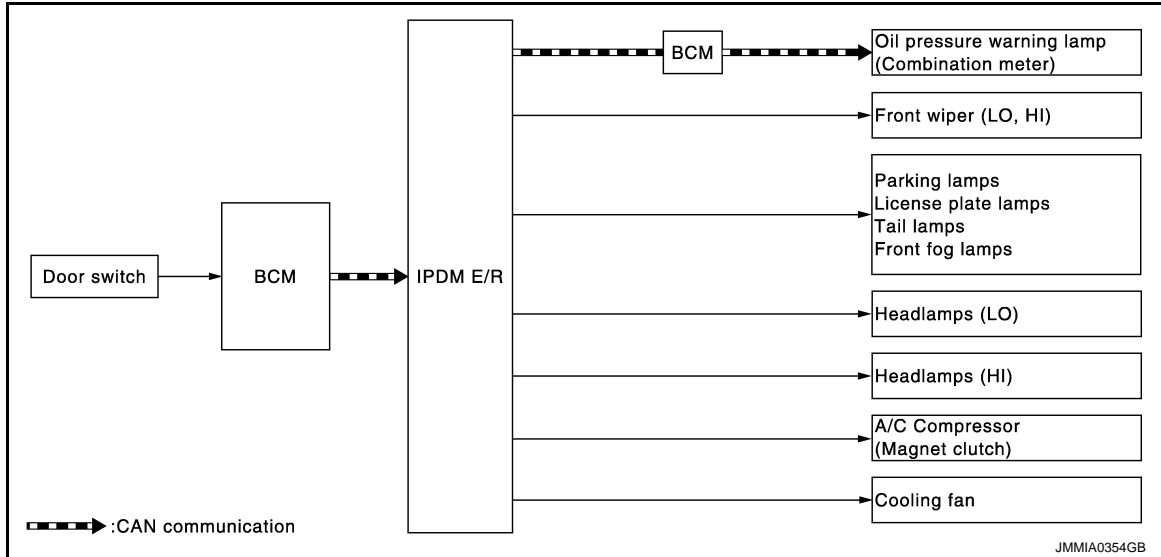 BCM
Oil pressure warning lamp
(Combination meter)
Front wiper (LO, HI)
Parking lamps
License plate lamps
Tail lamps
Front fog lamps
Door switch
BCM
IPDM E/R
Headlamps (LO)
Headlamps (HI)
A/C Compressor
(Magnet clutch)
Cooling fan
:CAN communication
JMMIA0354GB